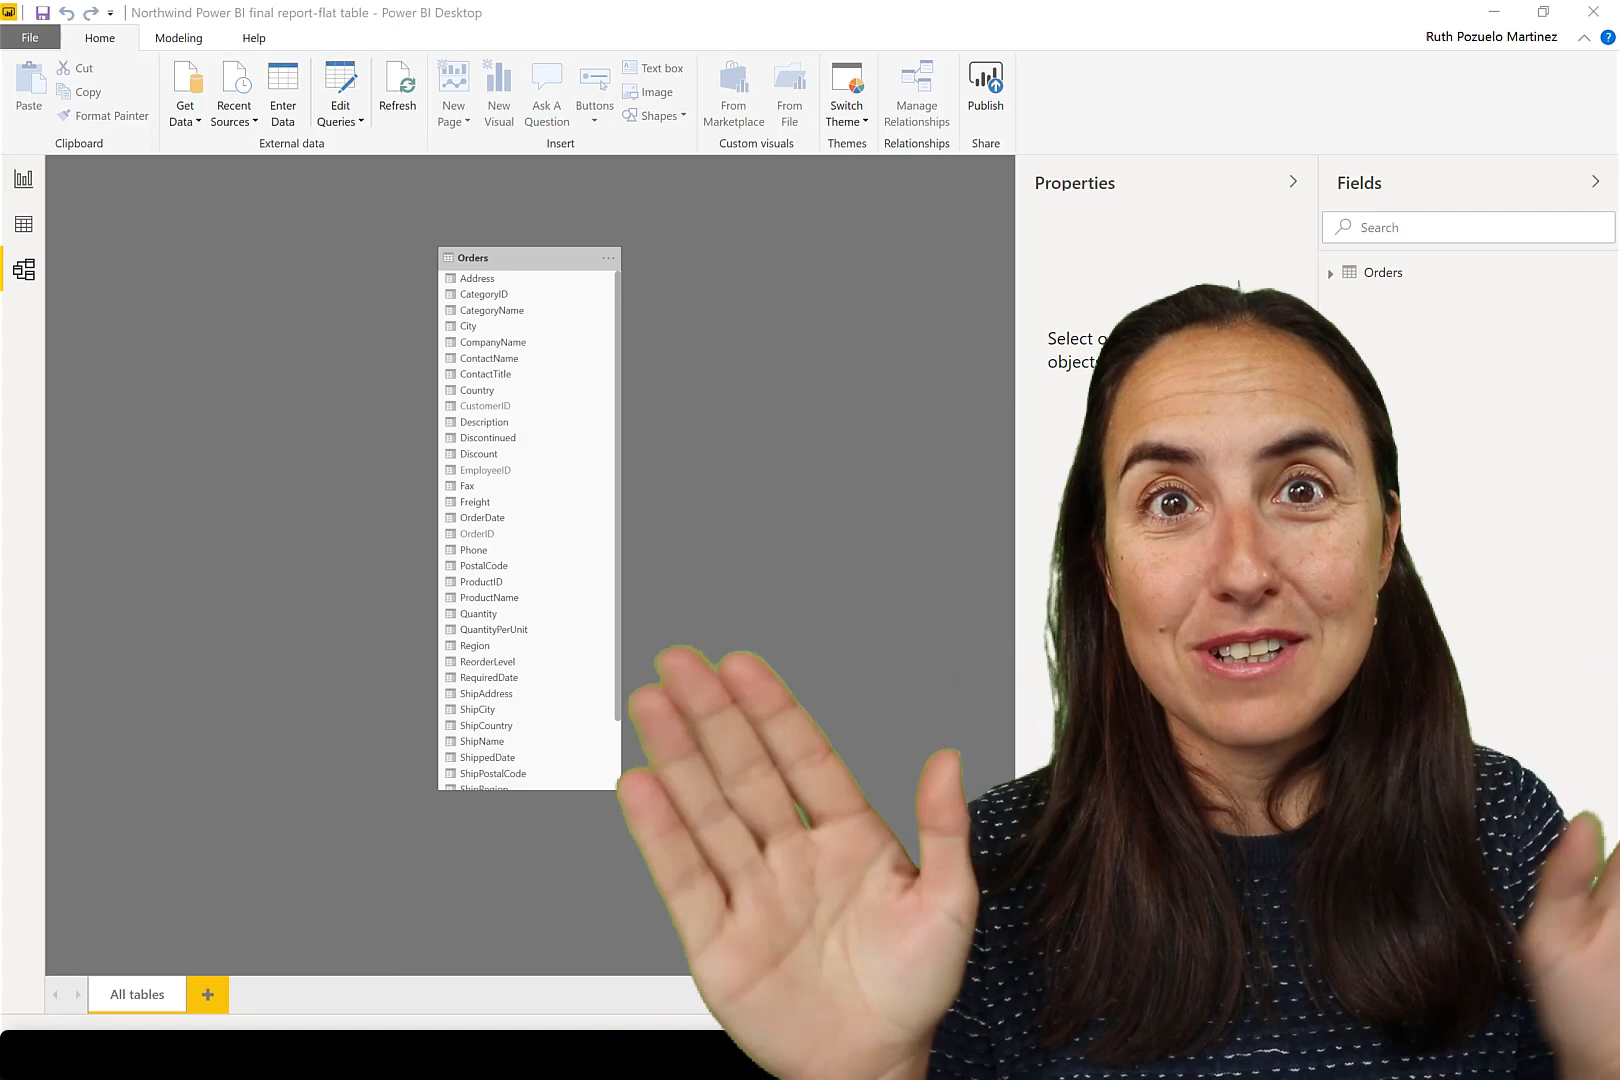 Northwind Power BI final report-flat table - Power BI Desktop
File
Home
Modeling
Help
Ruth Pozuelo Martinez
?
Paste
Cut
Copy
Format Painter
Clipboard
Get Data
Recent Sources
Enter Data
Edit Queries
External data
Refresh
New Page
New Visual
Ask A Question
Buttons
Text box
Image
Shapes
Insert
From Marketplace
From File
Custom visuals
Switch Theme
Themes
Manage Relationships
Relationships
Publish
Share
Orders
Address
CategoryID
CategoryName
City
CompanyName
ContactName
ContactTitle
Country
CustomerID
Description
Discontinued
Discount
EmployeeID
Fax
Freight
OrderDate
OrderID
Phone
PostalCode
ProductID
ProductName
Quantity
QuantityPerUnit
Region
ReorderLevel
RequiredDate
ShipAddress
ShipCity
ShipCountry
ShipName
ShippedDate
ShipPostalCode
ShipRegion
Properties
Select
objects
Fields
Search
Orders
All tables